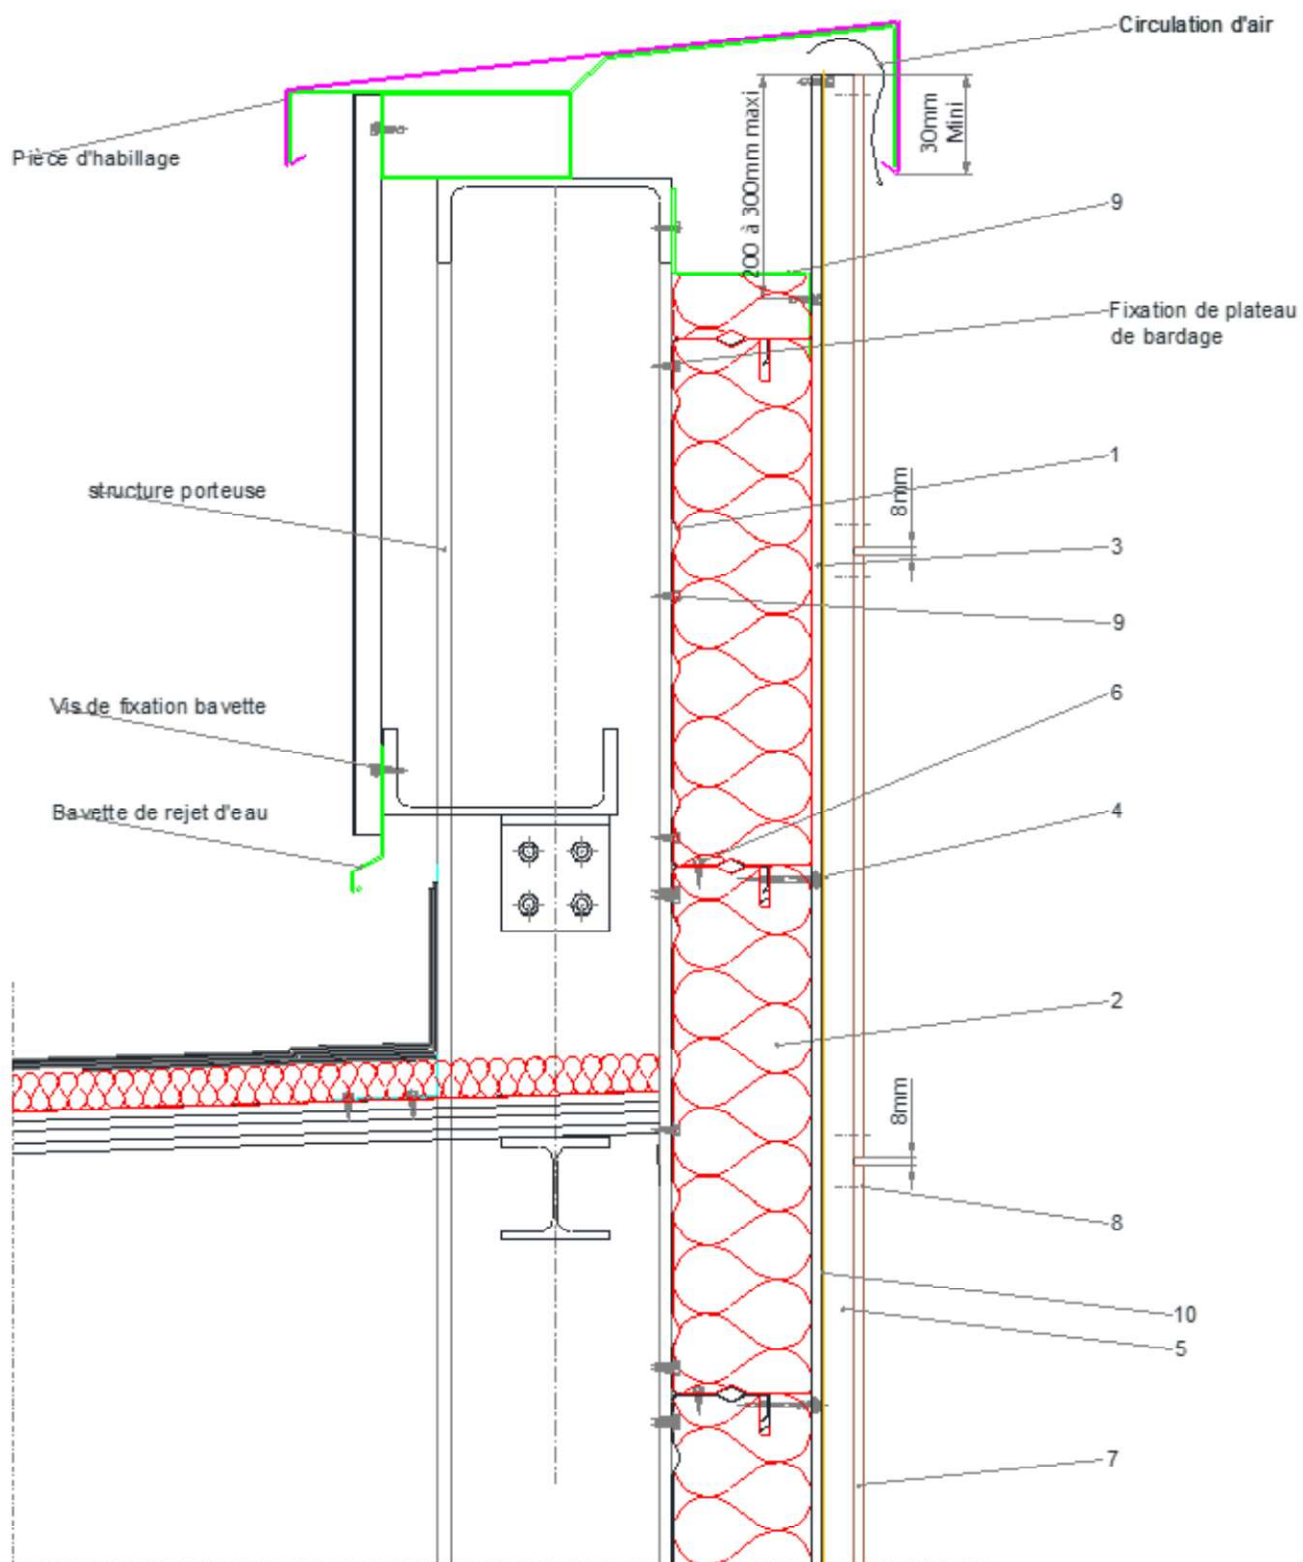 Circulation d'air
Pièce d'habillage
30mm
Mini
200 à 300mm maxi
9
Fixation de plateau
de bardage
1
8mm
structure porteuse
3
9
6
Vis de fixation bavette
4
Bavette de rejet d'eau
2
8mm
8
10
5
7